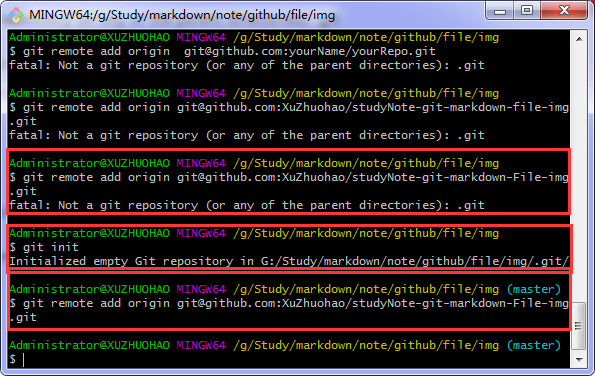 MINGW64:/g/Study/markdown/note/github/file/img
Administrator@XUZHUOHAO MINGW64 /g/Study/markdown/note/github/file/img
$ git remote add origin  git@github.com:yourName/yourRepo.git
fatal: Not a git repository (or any of the parent directories): .git
Administrator@XUZHUOHAO MINGW64 /g/Study/markdown/note/github/file/img
$ git remote add origin git@github.com:XuZhuohao/studyNote-git-markdown-file-img
.git
fatal: Not a git repository (or any of the parent directories): .git
Administrator@XUZHUOHAO MINGW64 /g/Study/markdown/note/github/file/img
$ git remote add origin git@github.com:XuZhuohao/studyNote-git-markdown-File-img
.git
fatal: Not a git repository (or any of the parent directories): .git
Administrator@XUZHUOHAO MINGW64 /g/Study/markdown/note/github/file/img
$ git init
Initialized empty Git repository in G:/Study/markdown/note/github/file/img/.git/
Administrator@XUZHUOHAO MINGW64 /g/Study/markdown/note/github/file/img (master)
$ git remote add origin git@github.com:XuZhuohao/studyNote-git-markdown-File-img
.git
Administrator@XUZHUOHAO MINGW64 /g/Study/markdown/note/github/file/img (master)
$